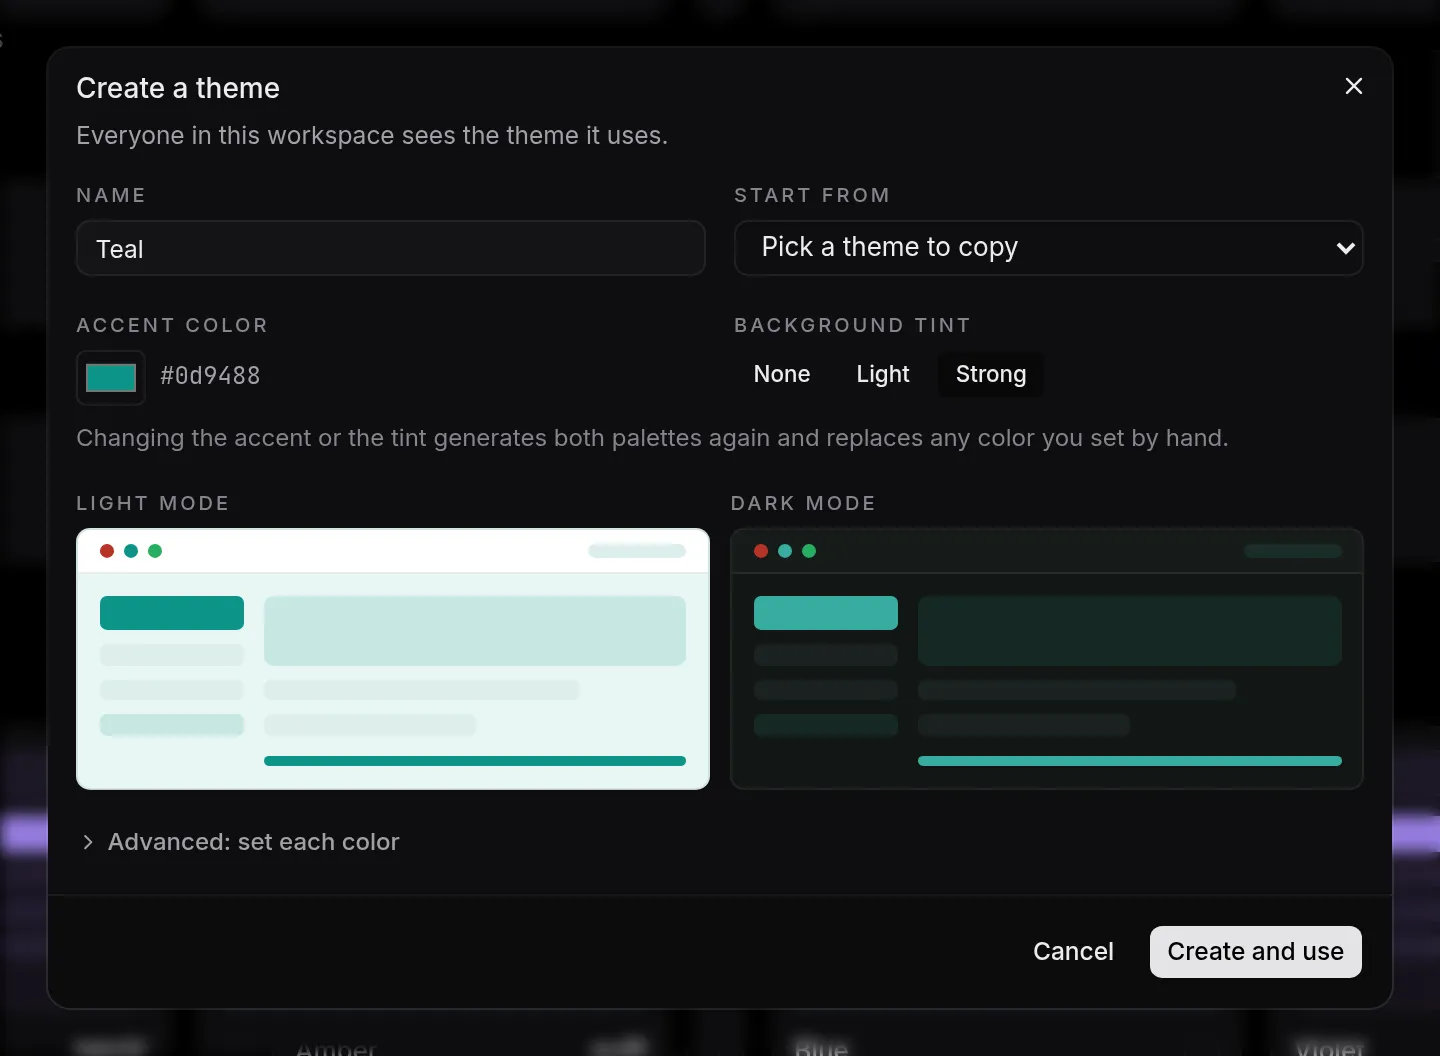 Create a theme
Everyone in this workspace sees the theme it uses.
NAME
START FROM
Teal
Pick a theme to copy
ACCENT COLOR
BACKGROUND TINT
#0d9488
None
Light
Strong
Changing the accent or the tint generates both palettes again and replaces any color you set by hand.
LIGHT MODE
DARK MODE
Advanced: set each color
Cancel
Create and use
Amber
Blue
Violet